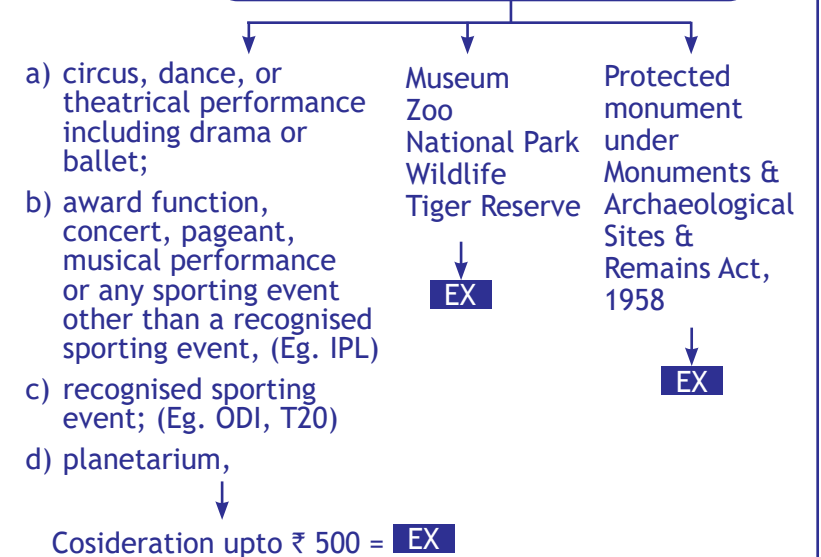 a) circus, dance, or
theatrical performance
including drama or
ballet;
b) award function,
concert, pageant,
musical performance
or any sporting event
other than a recognised
sporting event, (Eg. IPL)
c) recognised sporting
event; (Eg. ODI, T20)
d) planetarium,
Cosideration upto ₹ 500 = EX
Museum
Zoo
National Park
Wildlife
Tiger Reserve
EX
Protected
monument
under
Monuments &
Archaeological
Sites &
Remains Act,
1958
EX